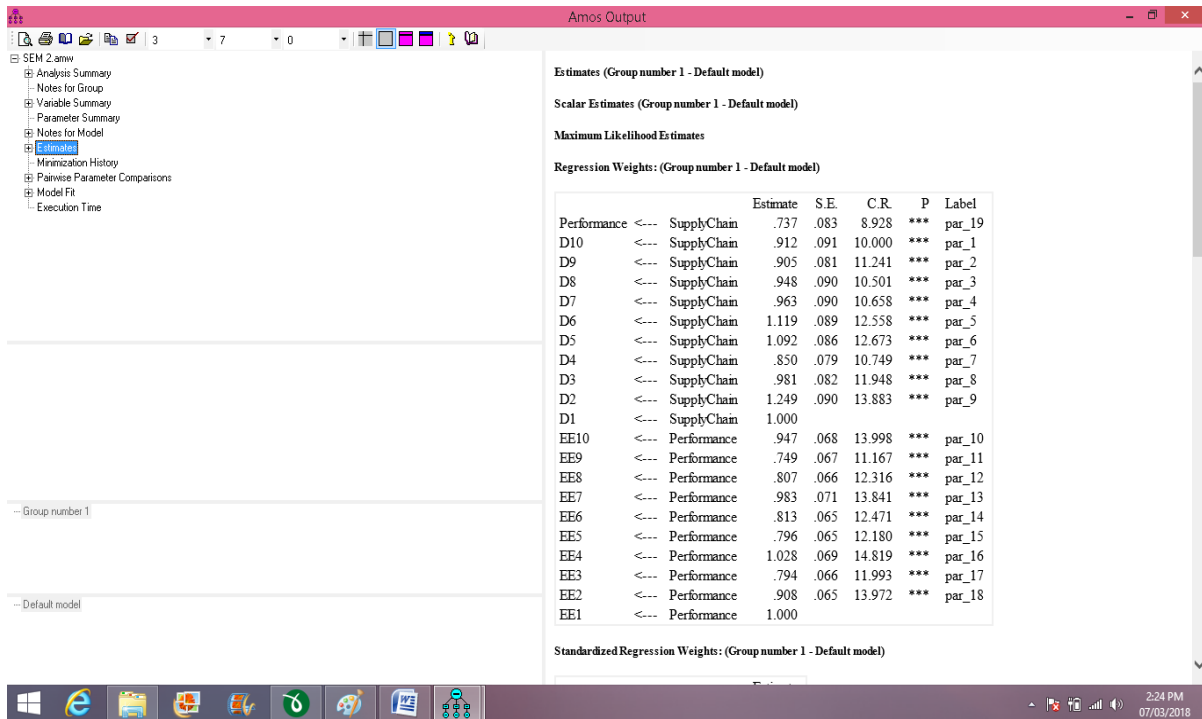 Amos Output
3 7 0
SEM 2.amw
Analysis Summary
Notes for Group
Variable Summary
Parameter Summary
Notes for Model
Estimates
Minimization History
Pairwise Parameter Comparisons
Model Fit
Execution Time
Group number 1
Default model
Estimates (Group number 1 - Default model)
Scalar Estimates (Group number 1 - Default model)
Maximum Likelihood Estimates
Regression Weights: (Group number 1 - Default model)
Estimate S.E. C.R. P Label
Performance <--- SupplyChain .737 .083 8.928 *** par_19
D10 <--- SupplyChain .912 .091 10.000 *** par_1
D9 <--- SupplyChain .905 .081 11.241 *** par_2
D8 <--- SupplyChain .948 .090 10.501 *** par_3
D7 <--- SupplyChain .963 .090 10.658 *** par_4
D6 <--- SupplyChain 1.119 .089 12.558 *** par_5
D5 <--- SupplyChain 1.092 .086 12.673 *** par_6
D4 <--- SupplyChain .850 .079 10.749 *** par_7
D3 <--- SupplyChain .981 .082 11.948 *** par_8
D2 <--- SupplyChain 1.249 .090 13.883 *** par_9
D1 <--- SupplyChain 1.000
EE10 <--- Performance .947 .068 13.998 *** par_10
EE9 <--- Performance .749 .067 11.167 *** par_11
EE8 <--- Performance .807 .066 12.316 *** par_12
EE7 <--- Performance .983 .071 13.841 *** par_13
EE6 <--- Performance .813 .065 12.471 *** par_14
EE5 <--- Performance .796 .065 12.180 *** par_15
EE4 <--- Performance 1.028 .069 14.819 *** par_16
EE3 <--- Performance .794 .066 11.993 *** par_17
EE2 <--- Performance .908 .065 13.972 *** par_18
EE1 <--- Performance 1.000
Standardized Regression Weights: (Group number 1 - Default model)
2:24 PM
07/03/2018